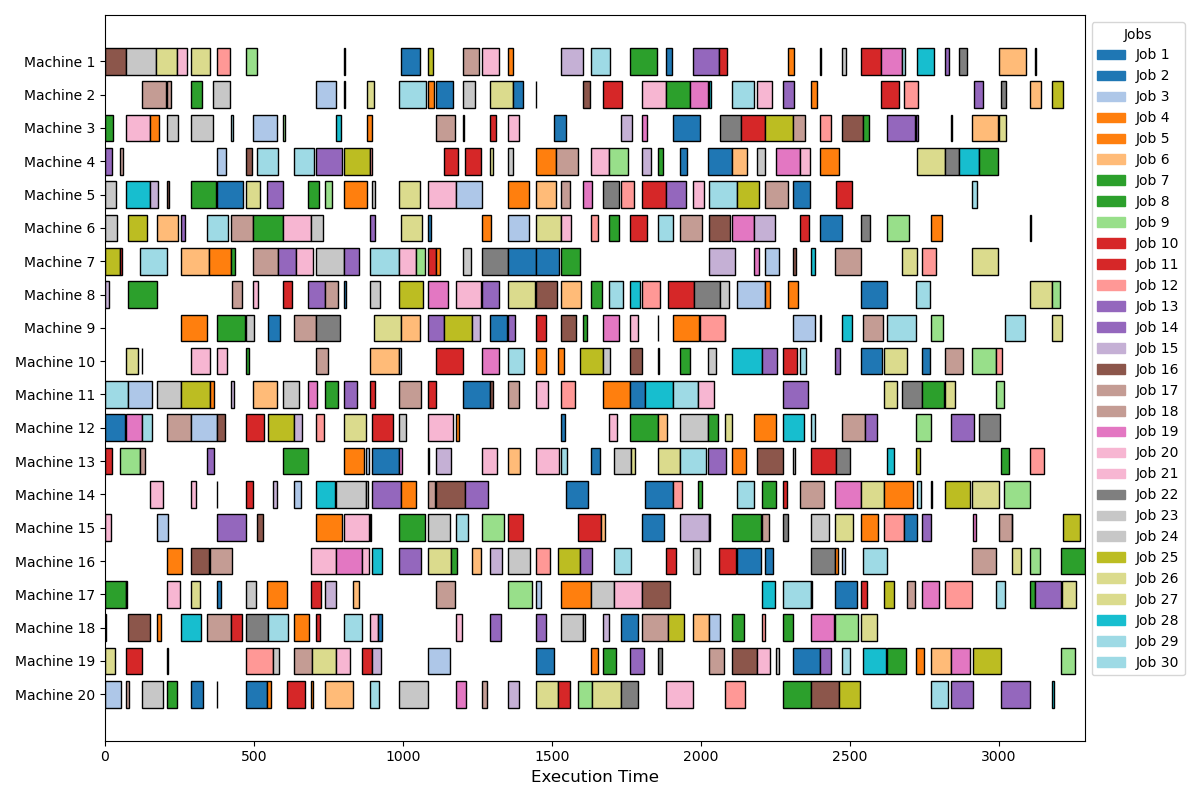 Machine 1
Machine 2
Machine 3
Machine 4
Machine 5
Machine 6
Machine 7
Machine 8
Machine 9
Machine 10
Machine 11
Machine 12
Machine 13
Machine 14
Machine 15
Machine 16
Machine 17
Machine 18
Machine 19
Machine 20
0 500 1000 1500 2000 2500 3000
Execution Time
Jobs
Job 1
Job 2
Job 3
Job 4
Job 5
Job 6
Job 7
Job 8
Job 9
Job 10
Job 11
Job 12
Job 13
Job 14
Job 15
Job 16
Job 17
Job 18
Job 19
Job 20
Job 21
Job 22
Job 23
Job 24
Job 25
Job 26
Job 27
Job 28
Job 29
Job 30